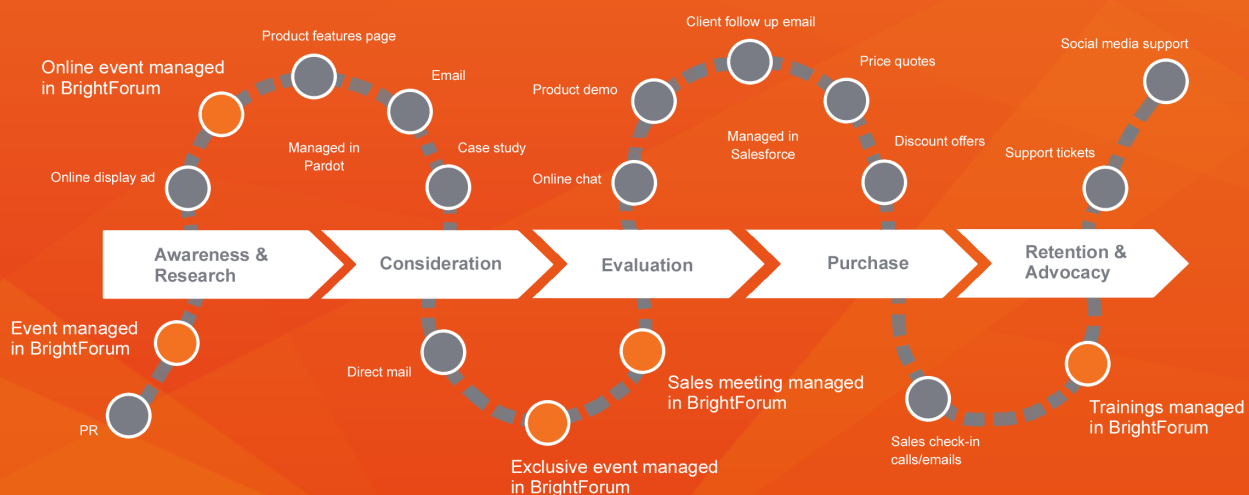 Client follow up email
Product features page
Social media support
Online event managed
in BrightForum
Email
Price quotes
Product demo
Managed in
Pardot
Case study
Managed in
Salesforce
Discount offers
Online display ad
Online chat
Support tickets
Awareness &
Research
Consideration
Evaluation
Purchase
Retention &
Advocacy
Event managed
in BrightForum
Direct mail
Sales meeting managed
in BrightForum
PR
Trainings managed
in BrightForum
Sales check-in
calls/emails
Exclusive event managed
in BrightForum